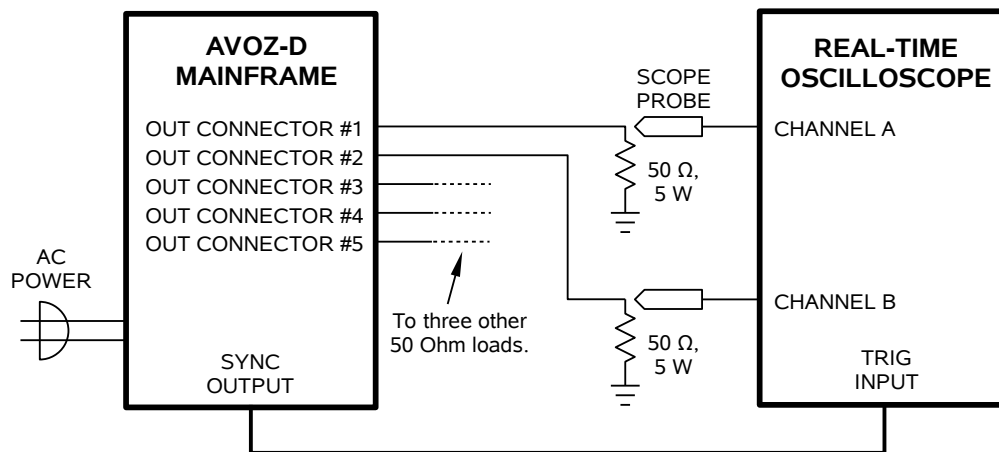 AVOZ-D
MAINFRAME
OUT CONNECTOR #1
OUT CONNECTOR #2
OUT CONNECTOR #3
OUT CONNECTOR #4
OUT CONNECTOR #5
AC
POWER
SYNC
OUTPUT
To three other
50 Ohm loads.
SCOPE
PROBE
50 Ω,
5 W
50 Ω,
5 W
REAL-TIME
OSCILLOSCOPE
CHANNEL A
CHANNEL B
TRIG
INPUT